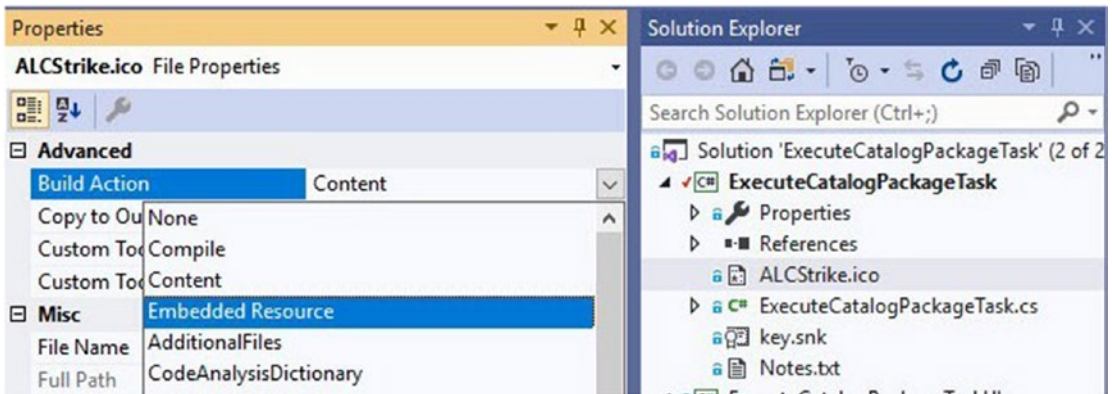 Properties
ALCStrike.ico File Properties
Advanced
Build Action Content
Copy to Ou
Custom Too
Custom Too
None
Compile
Content
Embedded Resource
AdditionalFiles
CodeAnalysisDictionary
Misc
File Name
Full Path
Solution Explorer
Search Solution Explorer (Ctrl+;)
Solution 'ExecuteCatalogPackageTask' (2 of 2
C# ExecuteCatalogPackageTask
Properties
References
ALCStrike.ico
C# ExecuteCatalogPackageTask.cs
key.snk
Notes.txt